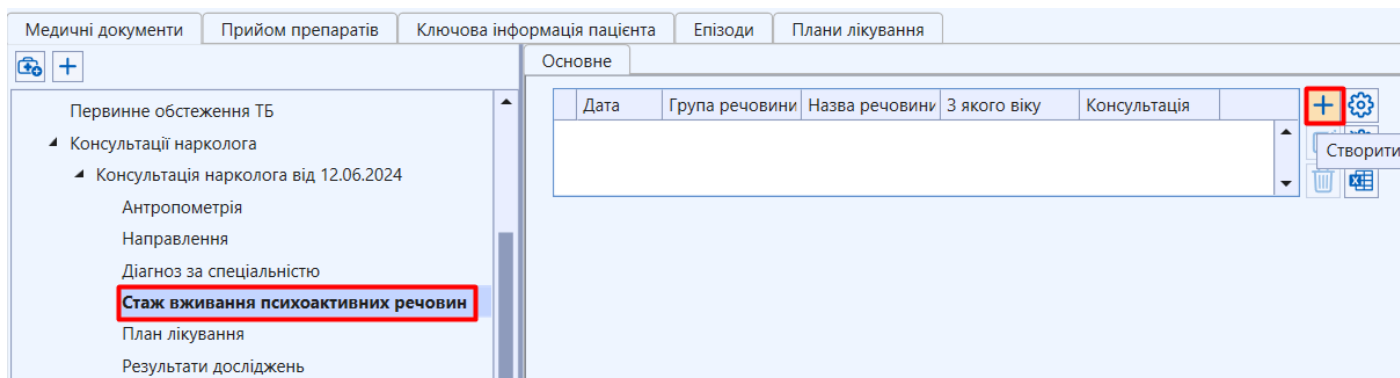 Медичні документи Прийом препаратів Ключова інформація пацієнта Епізоди Плани лікування
Основне
Дата Група речовини Назва речовини З якого віку Консультація
Створити
Первинне обстеження ТБ
Консультації нарколога
Консультація нарколога від 12.06.2024
Антропометрія
Направлення
Діагноз за спеціальністю
Стаж вживання психоактивних речовин
План лікування
Результати досліджень